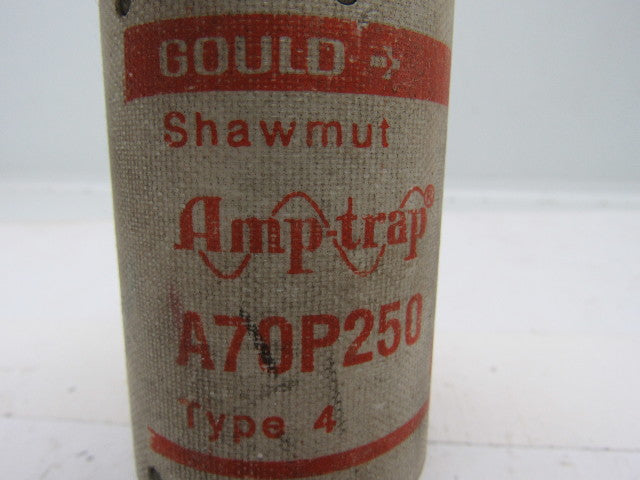 GOULD
Shawmut
Amp-trap®
A70P250
Type 4